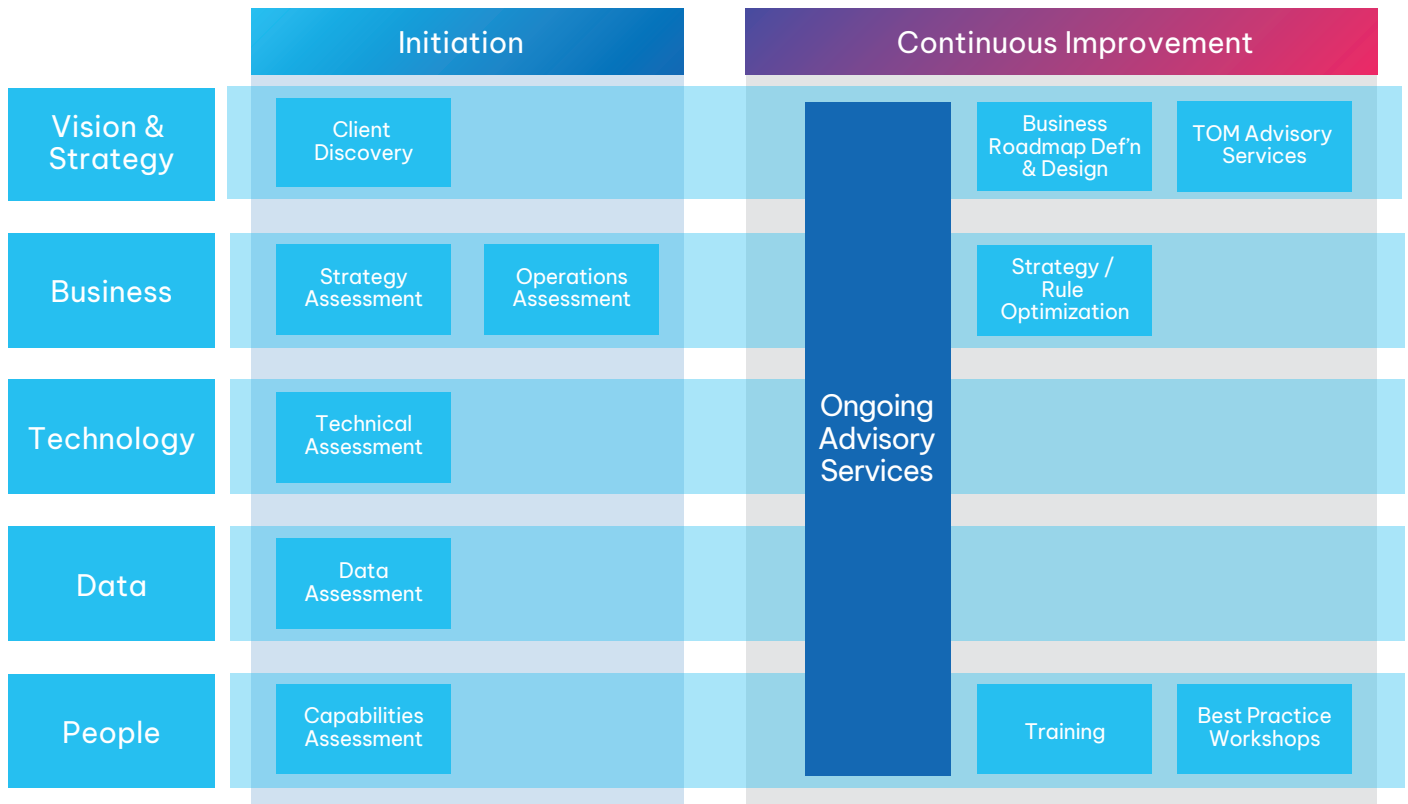 Initiation
Continuous Improvement
Vision &
Strategy
Client
Discovery
Business
Roadmap Def’n
& Design
TOM Advisory
Services
Business
Strategy
Assessment
Operations
Assessment
Strategy /
Rule
Optimization
Technology
Technical
Assessment
Ongoing
Advisory
Services
Data
Data
Assessment
People
Capabilities
Assessment
Training
Best Practice
Workshops